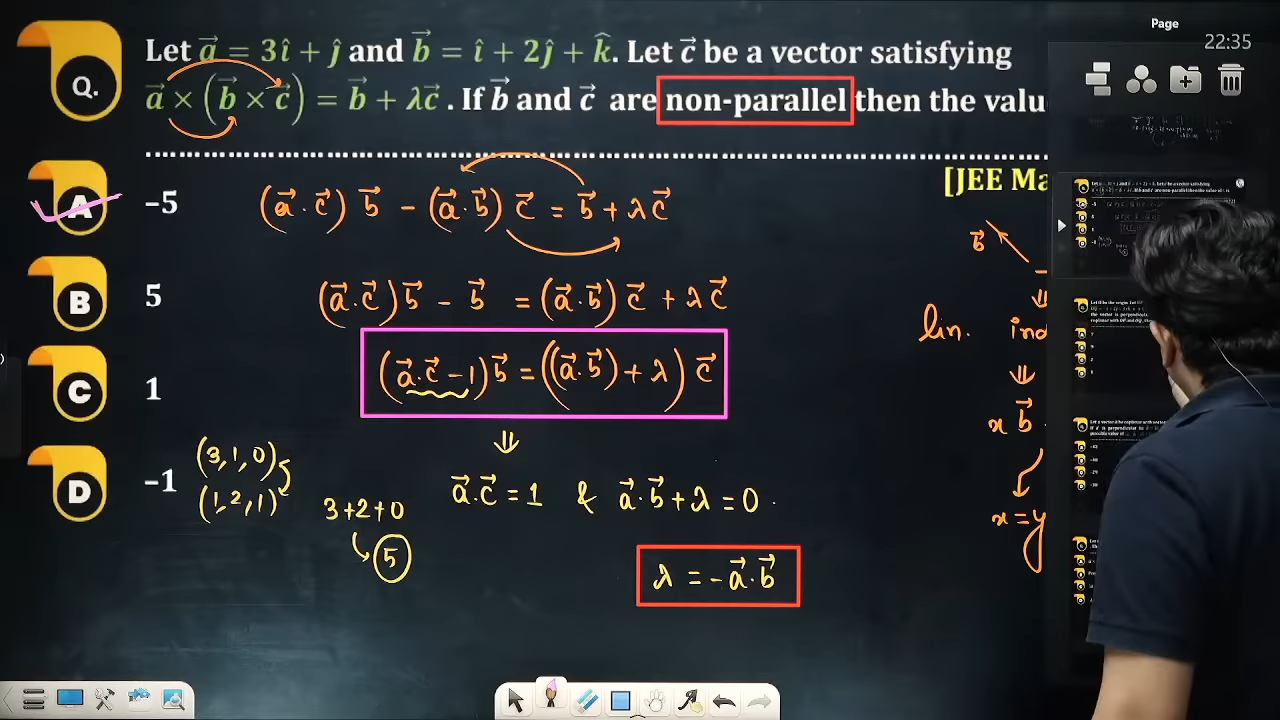 Page
22:35
Q.
Let a⃗ = 3î + ĵ and b⃗ = î + 2ĵ + k̂. Let c⃗ be a vector satisfying
a⃗ × (b⃗ × c⃗) = b⃗ + λc⃗ . If b⃗ and c⃗ are non-parallel then the valu
[JEE Ma
A -5
(a⃗ . c⃗) b⃗ - (a⃗ . b⃗) c⃗ = b⃗ + λc⃗
b⃗
B 5
(a⃗ . c⃗) b⃗ - b⃗ = (a⃗ . b⃗) c⃗ + λc⃗
lin. ind
(a⃗ . c⃗ - 1) b⃗ = ((a⃗ . b⃗) + λ) c⃗
C 1
⇓
x b⃗
D -1
(3, 1, 0)
(1, 2, 1)
3+2+0
5
a⃗ . c⃗ = 1 & a⃗ . b⃗ + λ = 0 .
x = y
λ = - a⃗ . b⃗